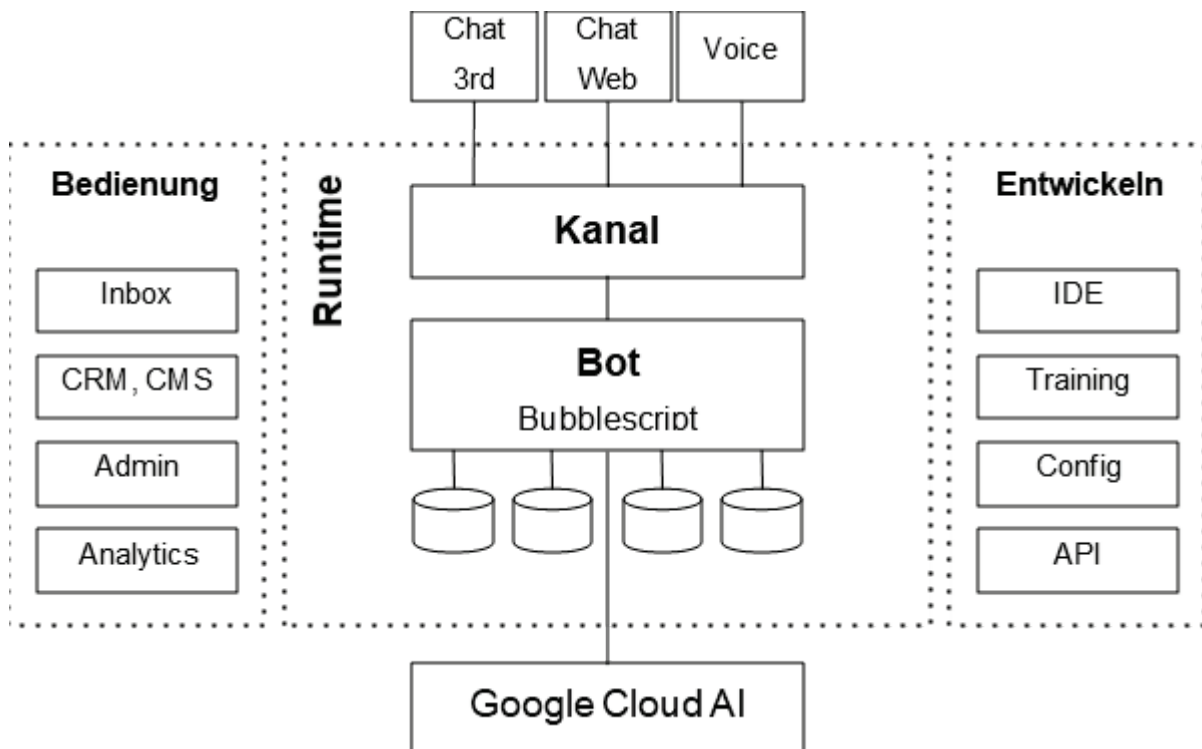 Chat
3rd
Chat
Web
Voice
Bedienung
Inbox
CRM, CMS
Admin
Analytics
Runtime
Kanal
Bot
Bubblescript
Entwickeln
IDE
Training
Config
API
Google Cloud AI